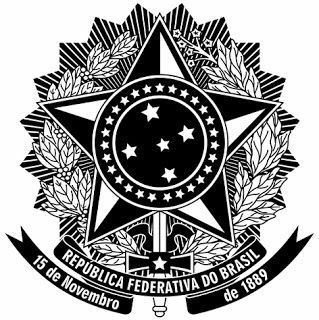 REPÚBLICA FEDERATIVA DO BRASIL
15 de Novembro
de 1889